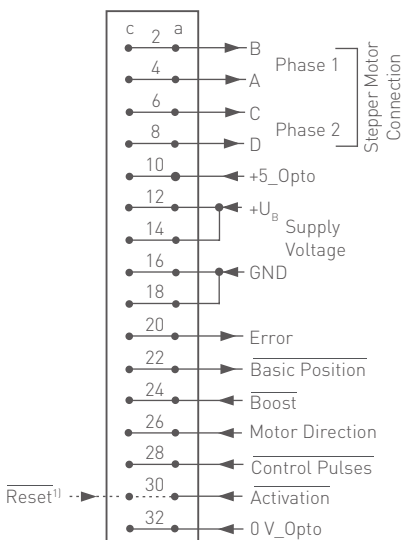 c a
2 B
4 A
Phase 1
6 C
8 D
Phase 2
Stepper Motor
Connection
10 +5_Opto
12 +UB
14
Supply
Voltage
16 GND
18
20 Error
22 Basic Position
24 Boost
26 Motor Direction
28 Control Pulses
Reset1) 30 Activation
32 0 V_Opto